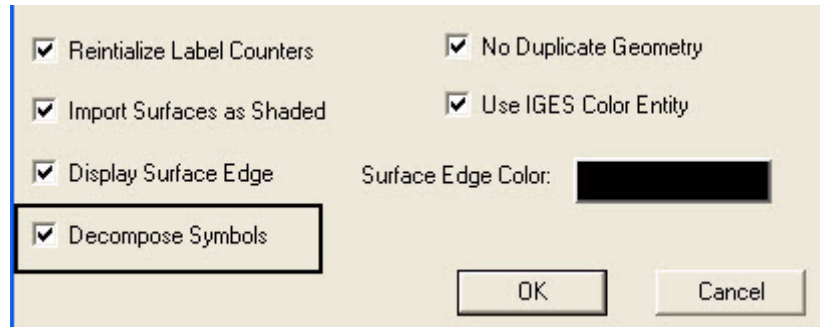 Reintialize Label Counters
No Duplicate Geometry
Import Surfaces as Shaded
Use IGES Color Entity
Display Surface Edge
Surface Edge Color:
Decompose Symbols
OK
Cancel